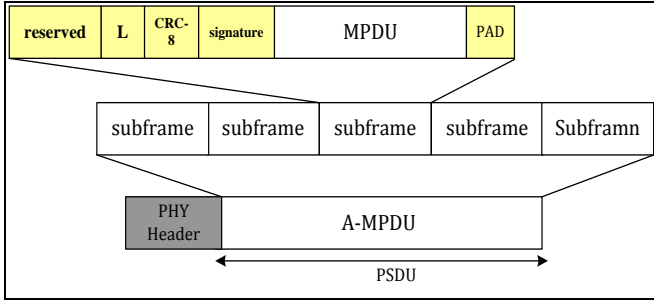 reserved L CRC-8 signature MPDU PAD
subframe subframe subframe subframe Subframn
PHY Header A-MPDU
PSDU